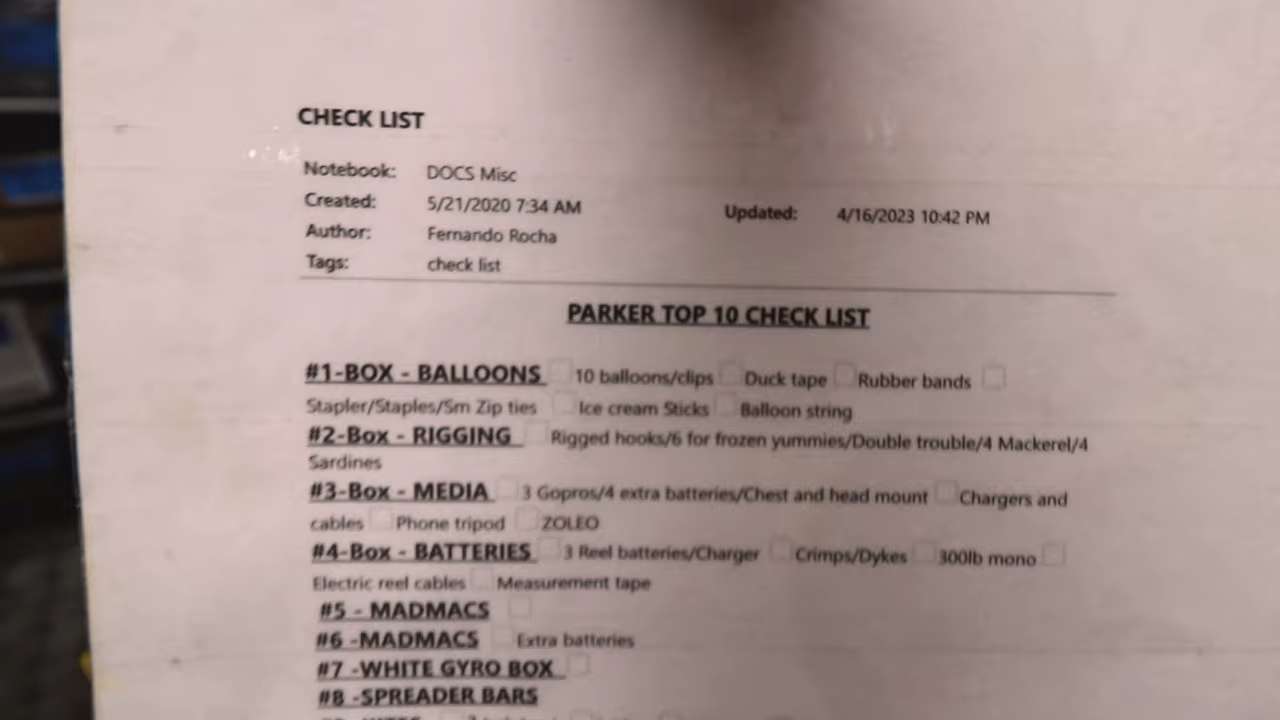 CHECK LIST
Notebook: DOCS Misc
Created: 5/21/2020 7:34 AM Updated: 4/16/2023 10:42 PM
Author: Fernando Rocha
Tags: check list
PARKER TOP 10 CHECK LIST
#1-BOX - BALLOONS 10 balloons/clips Duck tape Rubber bands
Stapler/Staples/Sm Zip ties Ice cream Sticks Balloon string
#2-Box - RIGGING Rigged hooks/6 for frozen yummies/Double trouble/4 Mackerel/4
Sardines
#3-Box - MEDIA 3 Gopros/4 extra batteries/Chest and head mount Chargers and
cables Phone tripod ZOLEO
#4-Box - BATTERIES 3 Reel batteries/Charger Crimps/Dykes 300lb mono
Electric reel cables Measurement tape
#5 - MADMACS
#6 -MADMACS Extra batteries
#7 -WHITE GYRO BOX
#8 -SPREADER BARS